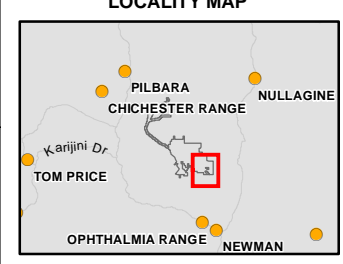 LOCALITY MAP
PILBARA
NULLAGINE
CHICHESTER RANGE
Karijini Dr
TOM PRICE
OPHTHALMIA RANGE
NEWMAN